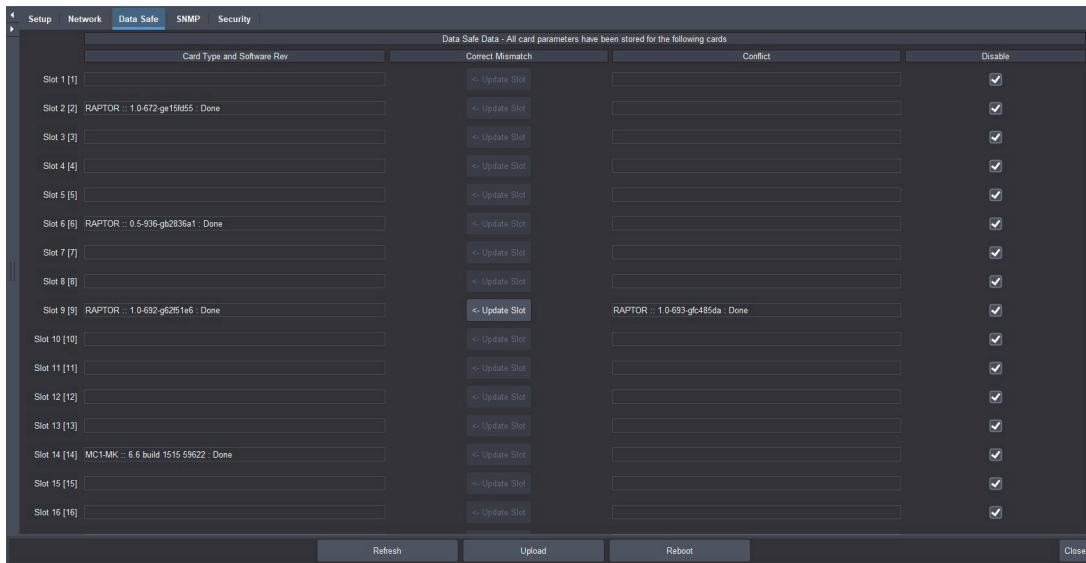 Setup Network Data Safe SNMP Security
Data Safe Data - All card parameters have been stored for the following cards
Card Type and Software Rev Correct Mismatch Conflict Disable
Slot 1 [1] <- Update Slot
Slot 2 [2] RAPTOR :: 1.0-672-ge15fd55 : Done <- Update Slot
Slot 3 [3] <- Update Slot
Slot 4 [4] <- Update Slot
Slot 5 [5] <- Update Slot
Slot 6 [6] RAPTOR :: 0.5-936-gb2836a1 : Done <- Update Slot
Slot 7 [7] <- Update Slot
Slot 8 [8] <- Update Slot
Slot 9 [9] RAPTOR :: 1.0-692-g62f51e6 : Done <- Update Slot RAPTOR :: 1.0-693-gfc485da : Done
Slot 10 [10] <- Update Slot
Slot 11 [11] <- Update Slot
Slot 12 [12] <- Update Slot
Slot 13 [13] <- Update Slot
Slot 14 [14] MC1-MK :: 6.6 build 1515 59622 : Done <- Update Slot
Slot 15 [15] <- Update Slot
Slot 16 [16] <- Update Slot
Refresh Upload Reboot Close